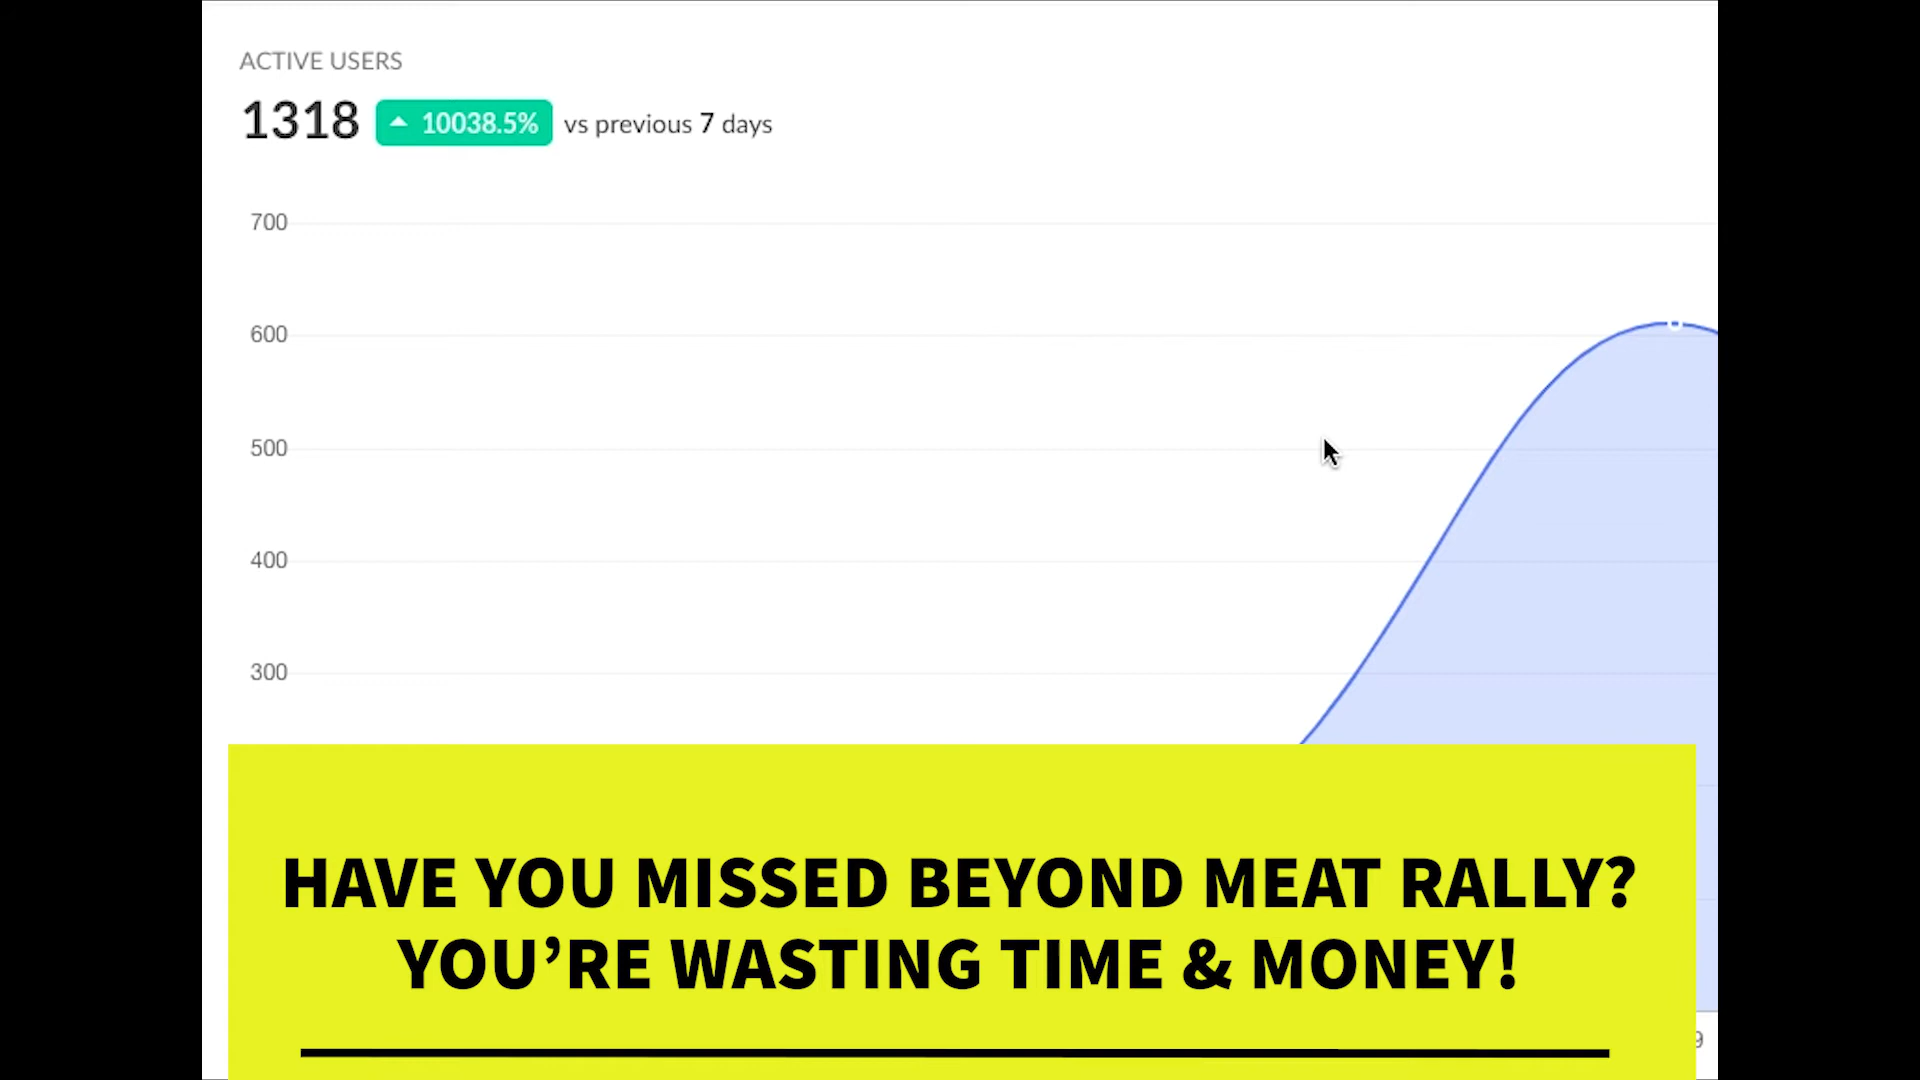 ACTIVE USERS
1318 10038.5% vs previous 7 days
700
600
500
400
300
HAVE YOU MISSED BEYOND MEAT RALLY?
YOU’RE WASTING TIME & MONEY!
9